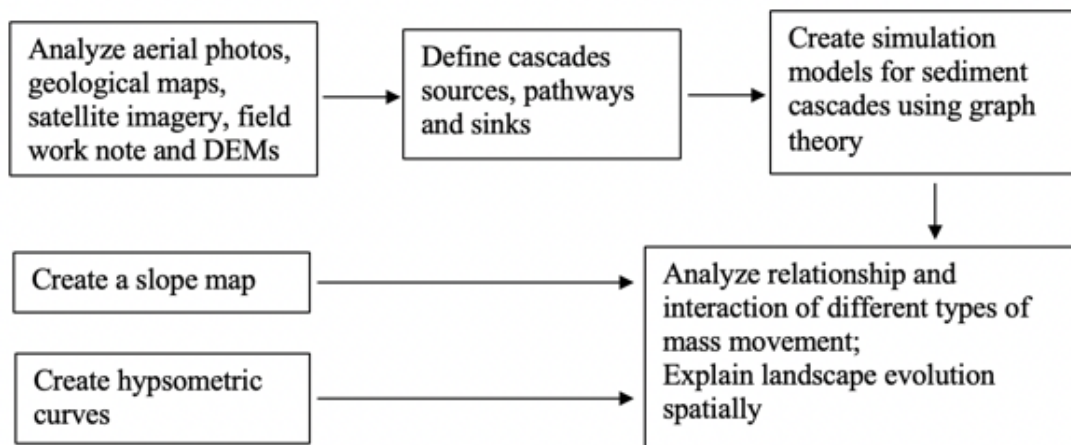 Analyze aerial photos,
geological maps,
satellite imagery, field
work note and DEMs
Define cascades
sources, pathways
and sinks
Create simulation
models for sediment
cascades using graph
theory
Create a slope map
Create hypsometric
curves
Analyze relationship and
interaction of different types of
mass movement;
Explain landscape evolution
spatially